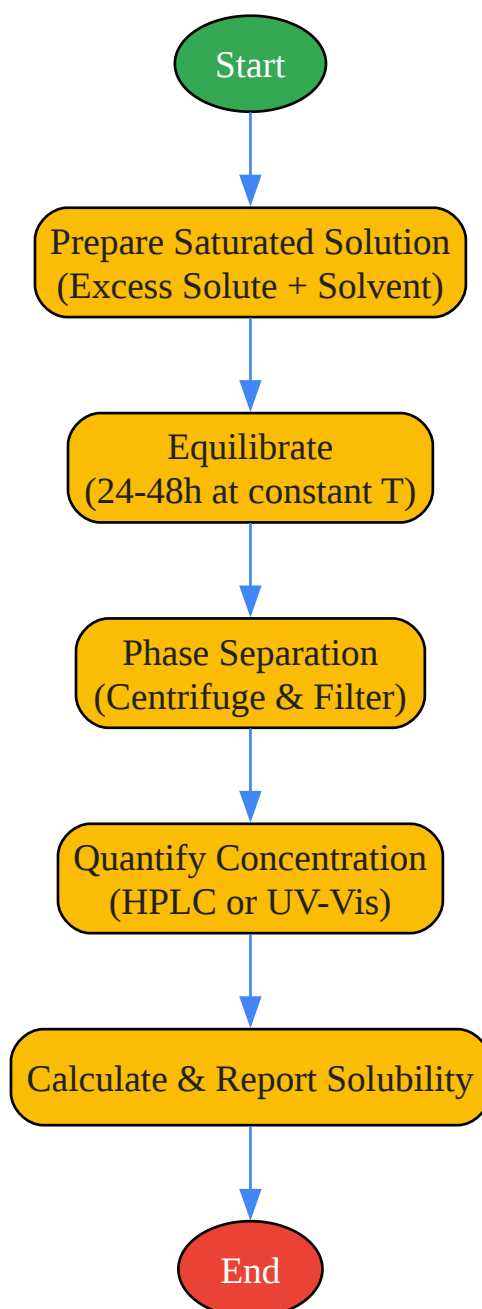 Start
Prepare Saturated Solution
(Excess Solute + Solvent)
Equilibrate
(24-48h at constant T)
Phase Separation
(Centrifuge & Filter)
Quantify Concentration
(HPLC or UV-Vis)
Calculate & Report Solubility
End